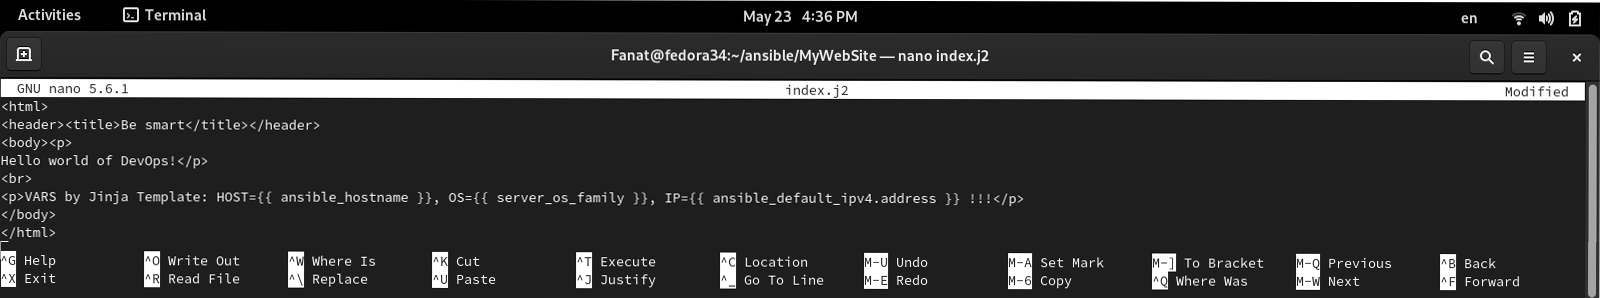 Activities Terminal May 23 4:36 PM en
Fanat@fedora34:~/ansible/MyWebSite — nano index.j2
GNU nano 5.6.1 index.j2 Modified
<html>
<header><title>Be smart</title></header>
<body><p>
Hello world of DevOps!</p>
<br>
<p>VARS by Jinja Template: HOST={{ ansible_hostname }}, OS={{ server_os_family }}, IP={{ ansible_default_ipv4.address }} !!!</p>
</body>
</html>
^G Help ^O Write Out ^W Where Is ^K Cut ^T Execute ^C Location M-U Undo M-A Set Mark M-] To Bracket M-Q Previous ^B Back
^X Exit ^R Read File ^\ Replace ^U Paste ^J Justify ^_ Go To Line M-E Redo M-6 Copy ^Q Where Was M-W Next ^F Forward